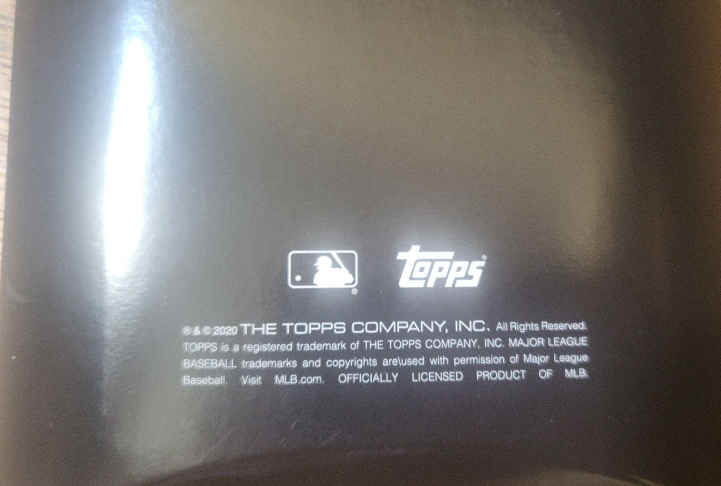 topps®
® & © 2020 THE TOPPS COMPANY, INC. All Rights Reserved.
TOPPS is a registered trademark of THE TOPPS COMPANY, INC. MAJOR LEAGUE
BASEBALL trademarks and copyrights are\used with permission of Major League
Baseball. Visit MLB.com. OFFICIALLY LICENSED PRODUCT OF MLB.